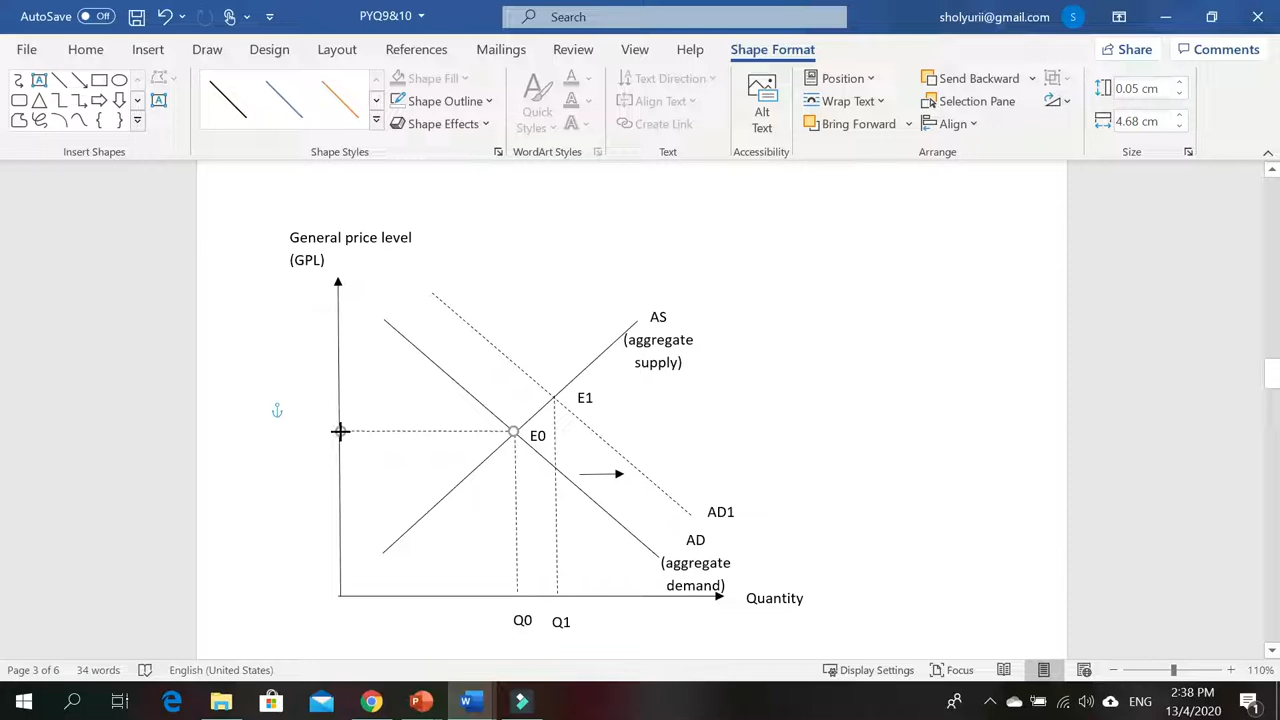 AutoSave Off PYQ9&10 Search sholyurii@gmail.com S
File Home Insert Draw Design Layout References Mailings Review View Help Shape Format Share Comments
Shape Fill
Shape Outline
Shape Effects
Quick
Styles
Text Direction
Align Text
Create Link
Alt
Text
Position
Wrap Text
Bring Forward
Send Backward
Selection Pane
Align
0.05 cm
4.68 cm
Insert Shapes Shape Styles WordArt Styles Text Accessibility Arrange Size
General price level
(GPL)
AS
(aggregate
supply)
E1
E0
AD1
AD
(aggregate
demand)
Quantity
Q0 Q1
Page 3 of 6 34 words English (United States) Display Settings Focus 110%
ENG
2:38 PM
13/4/2020
1